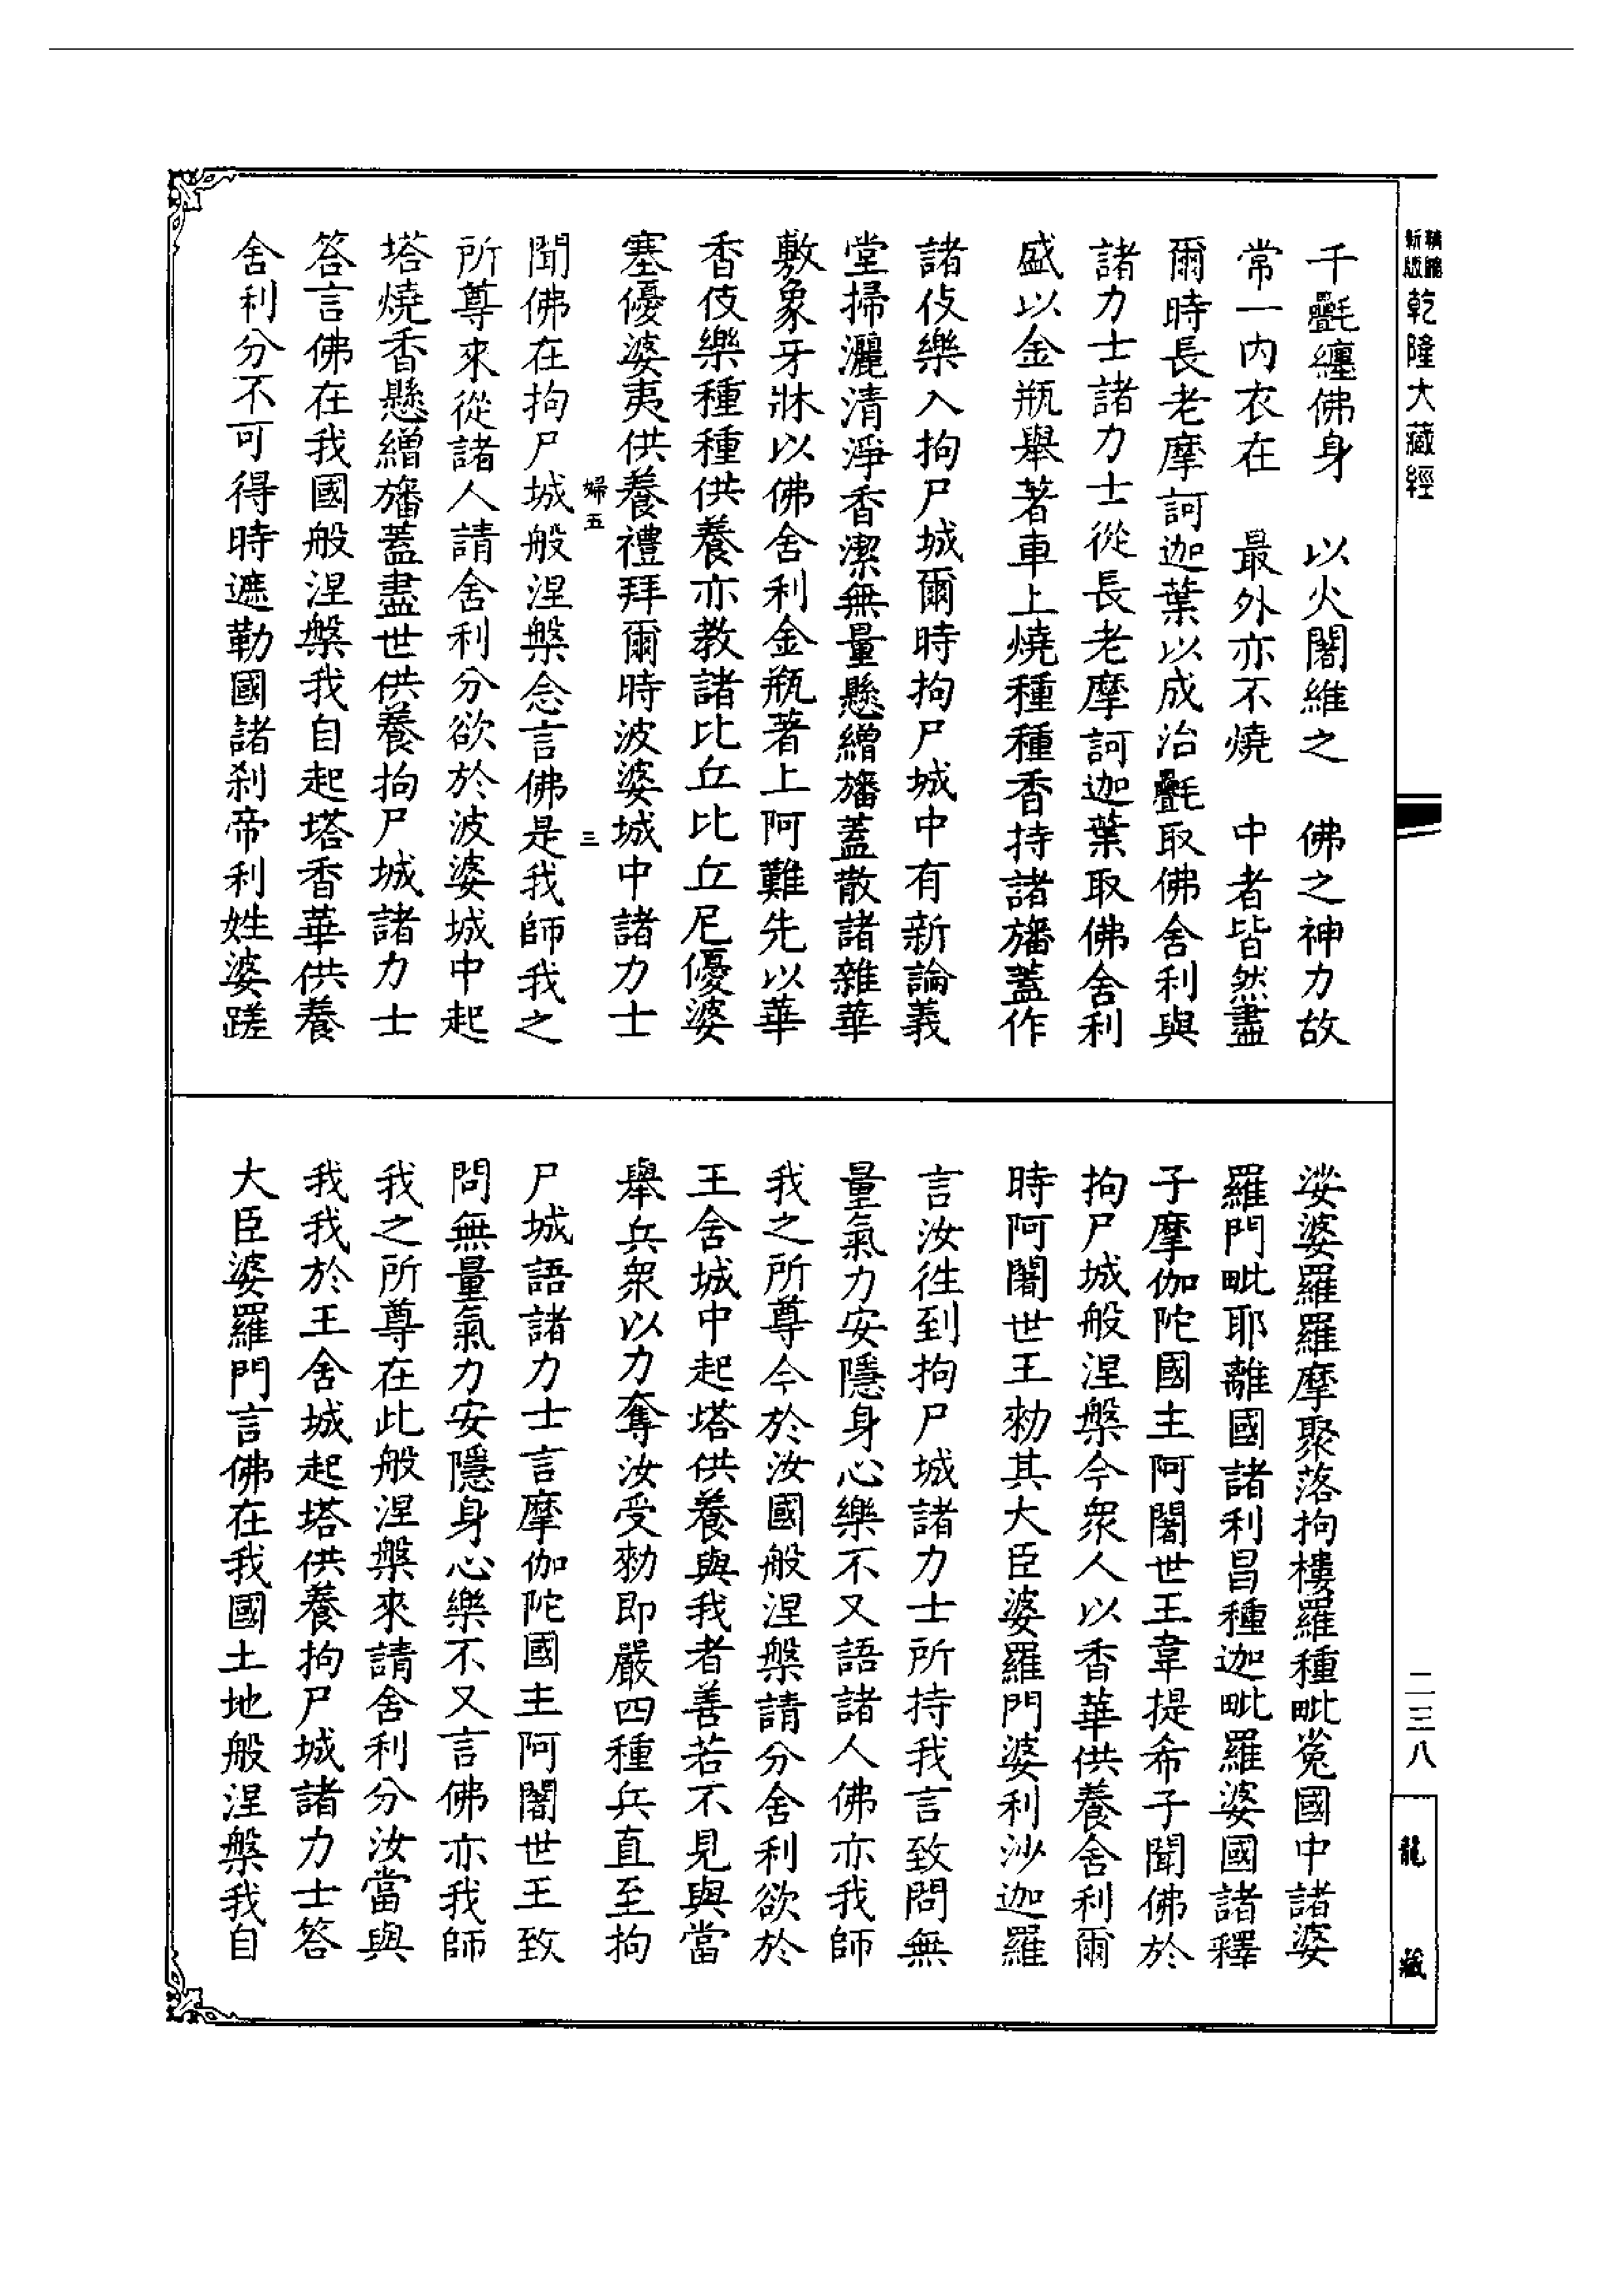 乾隆大藏經
千㲲纏佛身　以火闍維之　佛之神力故
常一內衣在　最外亦不燒　中者皆然盡
爾時長老摩訶迦葉以成冶㲲取佛舍利與
諸力士諸力士從長老摩訶迦葉取佛舍利
盛以金瓶舉著車上燒種種香持諸旛蓋作
諸伎樂入拘尸城爾時拘尸城中有新論義
堂掃灑清淨香潔無量懸繒旛蓋散諸雜華
敷象牙牀以佛舍利金瓶著上阿難先以華
香伎樂種種供養亦教諸比丘比丘尼優婆
塞優婆夷供養禮拜爾時波婆城中諸力士
婦五　三
聞佛在拘尸城般涅槃念言佛是我師我之
所尊來從諸人請舍利分欲於波婆城中起
塔燒香懸繒旛蓋盡世供養拘尸城諸力士
答言佛在我國般涅槃我自起塔香華供養
舍利分不可得時遮勒國諸剎帝利姓婆蹉
婆婆羅羅摩聚落拘樓羅種毗㝹國中諸婆
羅門毗耶離國諸利昌種迦毗羅婆國諸釋
子摩伽陀國主阿闍世王韋提希子聞佛於
拘尸城般涅槃今眾人以香華供養舍利爾
時阿闍世王勑其大臣婆羅門婆利沙迦羅
言汝往到拘尸城諸力士所持我言致問無
量氣力安隱身心樂不又語諸人佛亦我師
我之所尊今於汝國般涅槃請分舍利欲於
王舍城中起塔供養與我者善若不見與當
舉兵眾以力奪汝受勑即嚴四種兵直至拘
尸城語諸力士言摩伽陀國主阿闍世王致
問無量氣力安隱身心樂不又言佛亦我師
我之所尊在此般涅槃來請舍利分汝當與
我我於王舍城起塔供養拘尸城諸力士答
大臣婆羅門言佛在我國土地般涅槃我自
二三八
龍藏